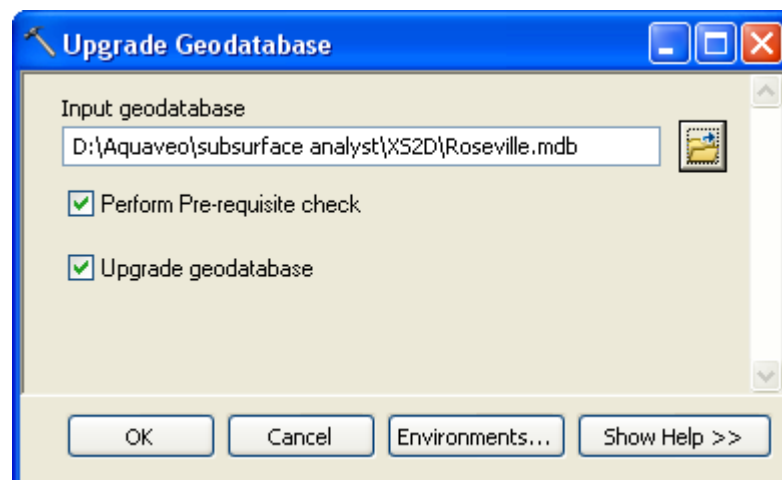 Upgrade Geodatabase
Input geodatabase
D:\Aquaveo\subsurface analyst\XS2D\Roseville.mdb
Perform Pre-requisite check
Upgrade geodatabase
OK Cancel Environments... Show Help >>